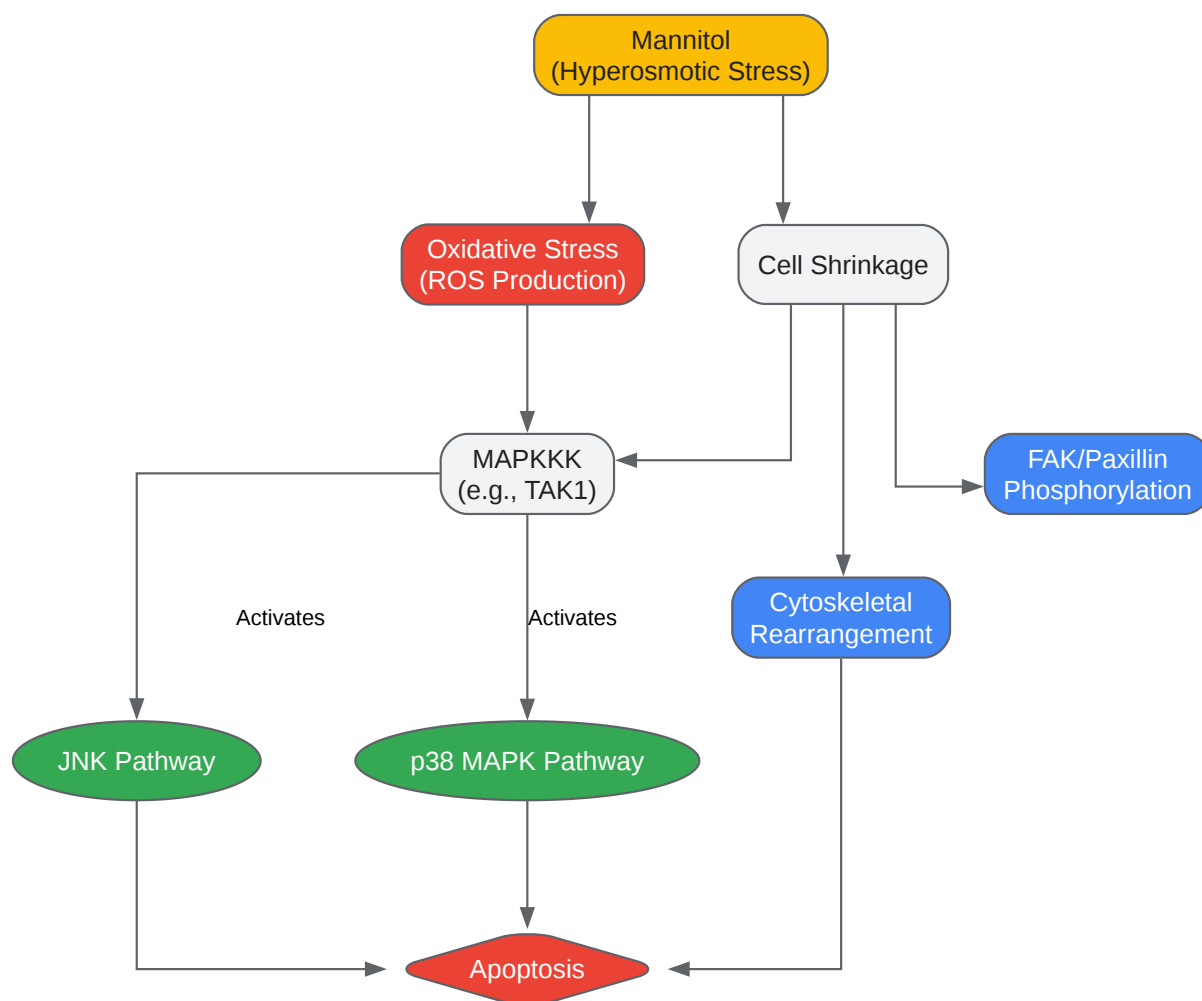 Mannitol
(Hyperosmotic Stress)
Oxidative Stress
(ROS Production)
Cell Shrinkage
MAPKKK
(e.g., TAK1)
FAK/Paxillin
Phosphorylation
Cytoskeletal
Rearrangement
Activates
Activates
JNK Pathway
p38 MAPK Pathway
Apoptosis